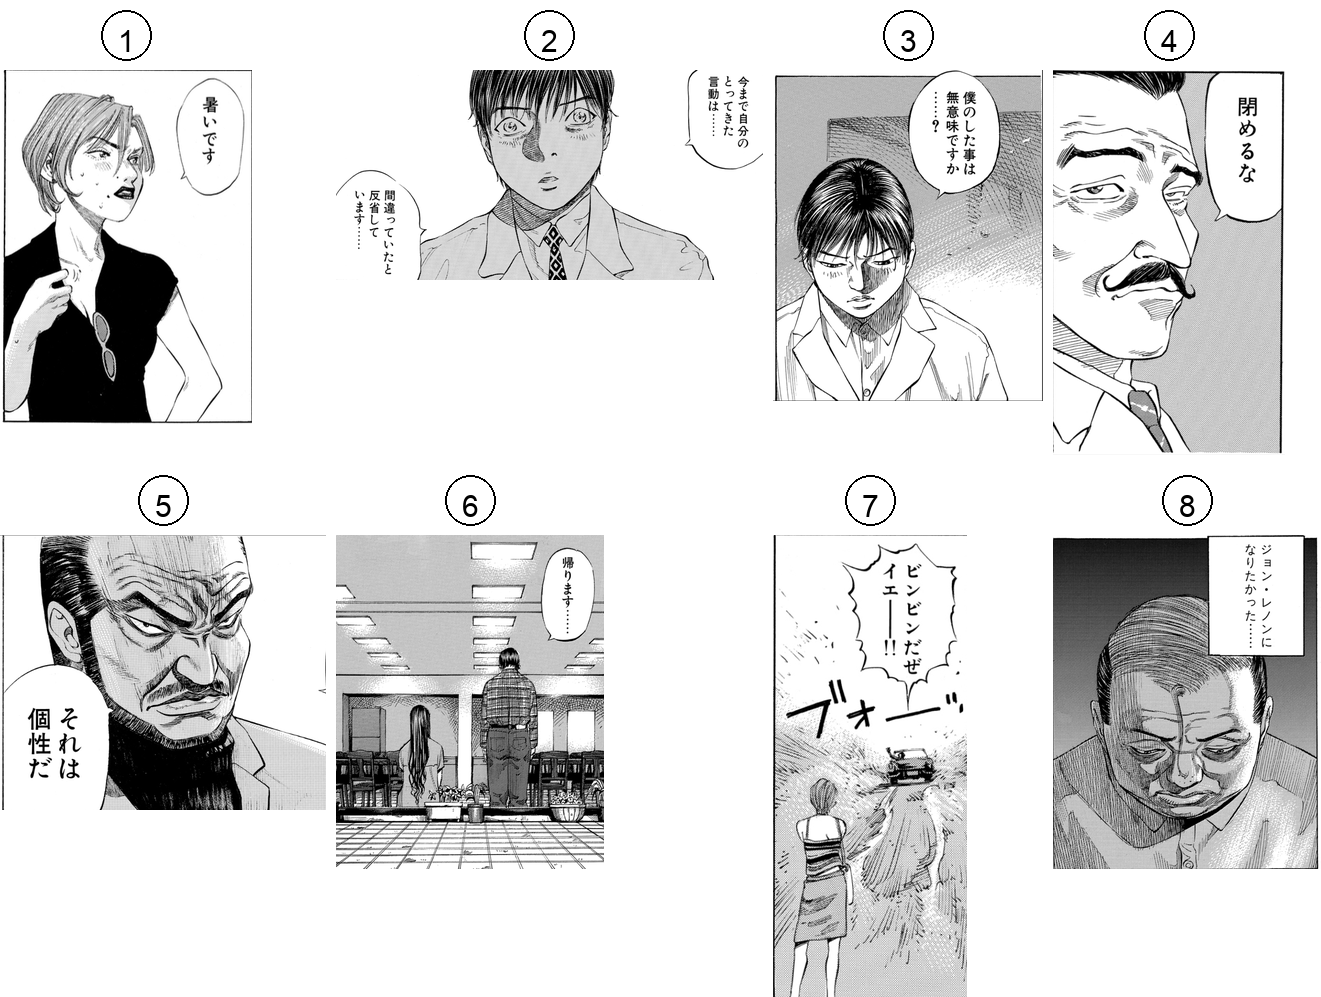 1
暑いです
2
今まで自分の
とってきた
言動は……
間違っていたと
反省して
います……
3
僕のした事は
無意味ですか
……？
4
閉めるな
5
それは
個性だ
6
帰ります……
7
ビンビンだぜ
イエ──!!
ブォーッ
8
ジョン・レノンに
なりたかった……